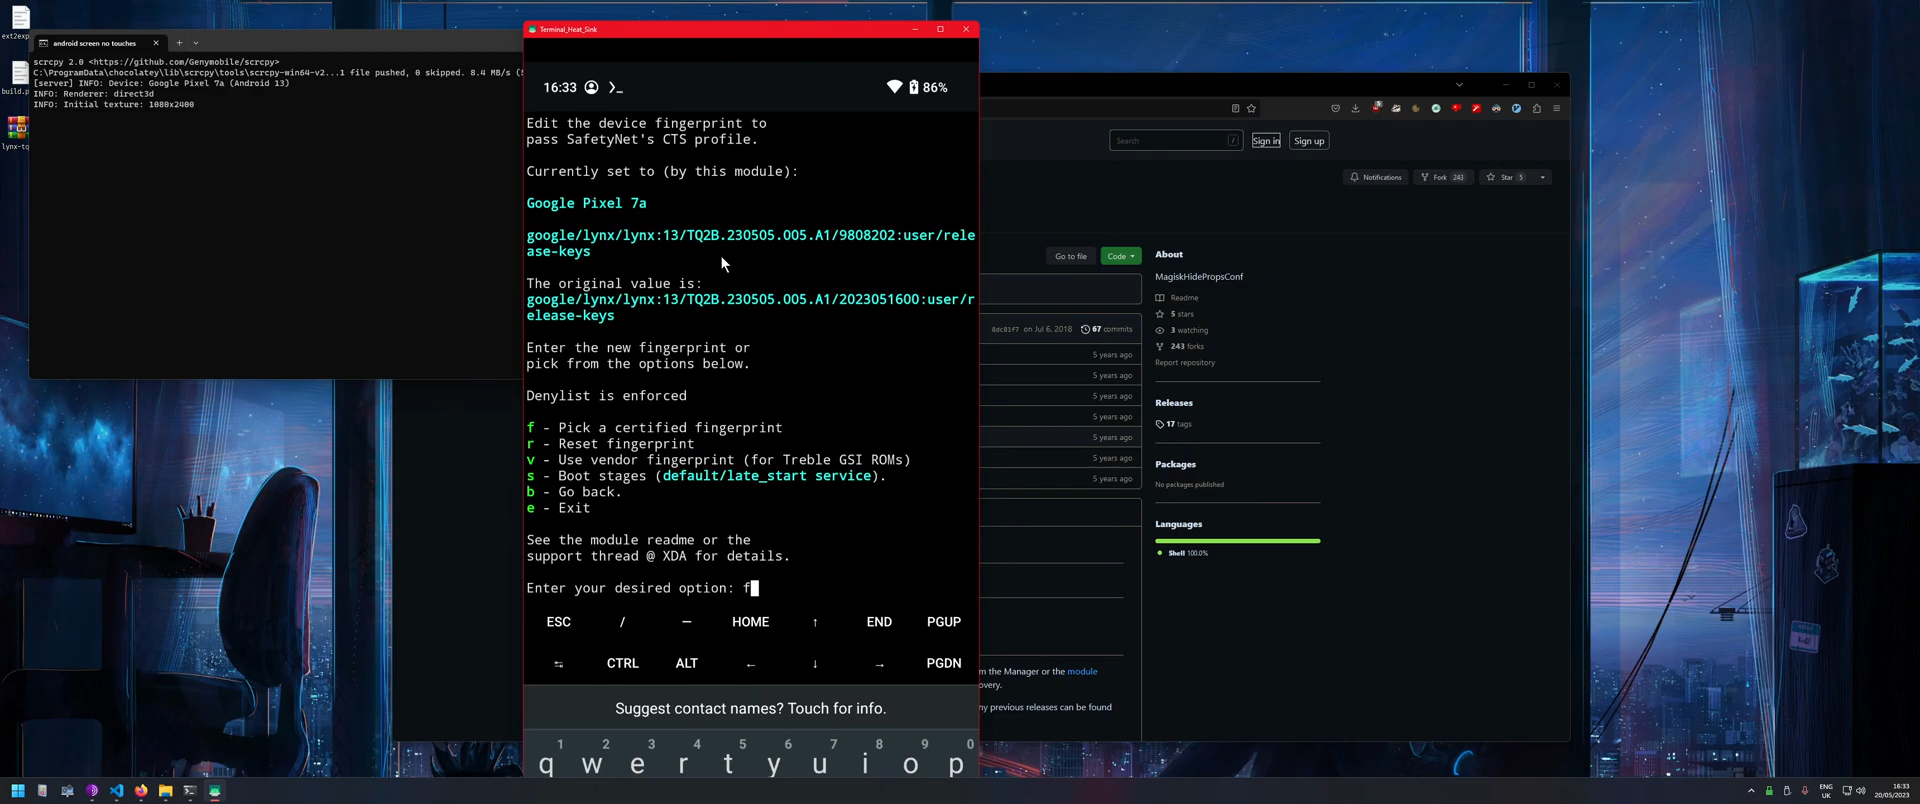 ext2exp
build.p
lynx-tq
android screen no touches
scrcpy 2.0 <https://github.com/Genymobile/scrcpy>
C:\ProgramData\chocolatey\lib\scrcpy\tools\scrcpy-win64-v2...1 file pushed, 0 skipped. 8.4 MB/s (
[server] INFO: Device: Google Pixel 7a (Android 13)
INFO: Renderer: direct3d
INFO: Initial texture: 1080x2400
Terminal_Heat_Sink
16:33
86%
Edit the device fingerprint to
pass SafetyNet's CTS profile.
Currently set to (by this module):
Google Pixel 7a
google/lynx/lynx:13/TQ2B.230505.005.A1/9808202:user/rele
ase-keys
The original value is:
google/lynx/lynx:13/TQ2B.230505.005.A1/2023051600:user/r
elease-keys
Enter the new fingerprint or
pick from the options below.
Denylist is enforced
f - Pick a certified fingerprint
r - Reset fingerprint
v - Use vendor fingerprint (for Treble GSI ROMs)
s - Boot stages (default/late_start service).
b - Go back.
e - Exit
See the module readme or the
support thread @ XDA for details.
Enter your desired option: f
ESC / — HOME ↑ END PGUP
CTRL ALT ← ↓ → PGDN
Suggest contact names? Touch for info.
1 2 3 4 5 6 7 8 9 0
q w e r t y u i o p
Search /
Sign in
Sign up
Notifications
Fork 243
Star 5
Go to file
Code
8dc81f7 on Jul 6, 2018 67 commits
5 years ago
5 years ago
5 years ago
5 years ago
5 years ago
5 years ago
5 years ago
m the Manager or the module
overy.
ny previous releases can be found
About
MagiskHidePropsConf
Readme
5 stars
3 watching
243 forks
Report repository
Releases
17 tags
Packages
No packages published
Languages
Shell 100.0%
ENG
UK
16:33
20/05/2023